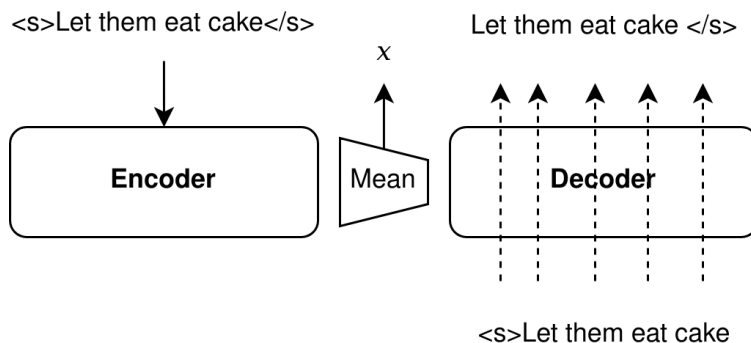 <s>Let them eat cake</s>
Let them eat cake </s>
x
Encoder
Mean
Decoder
<s>Let them eat cake